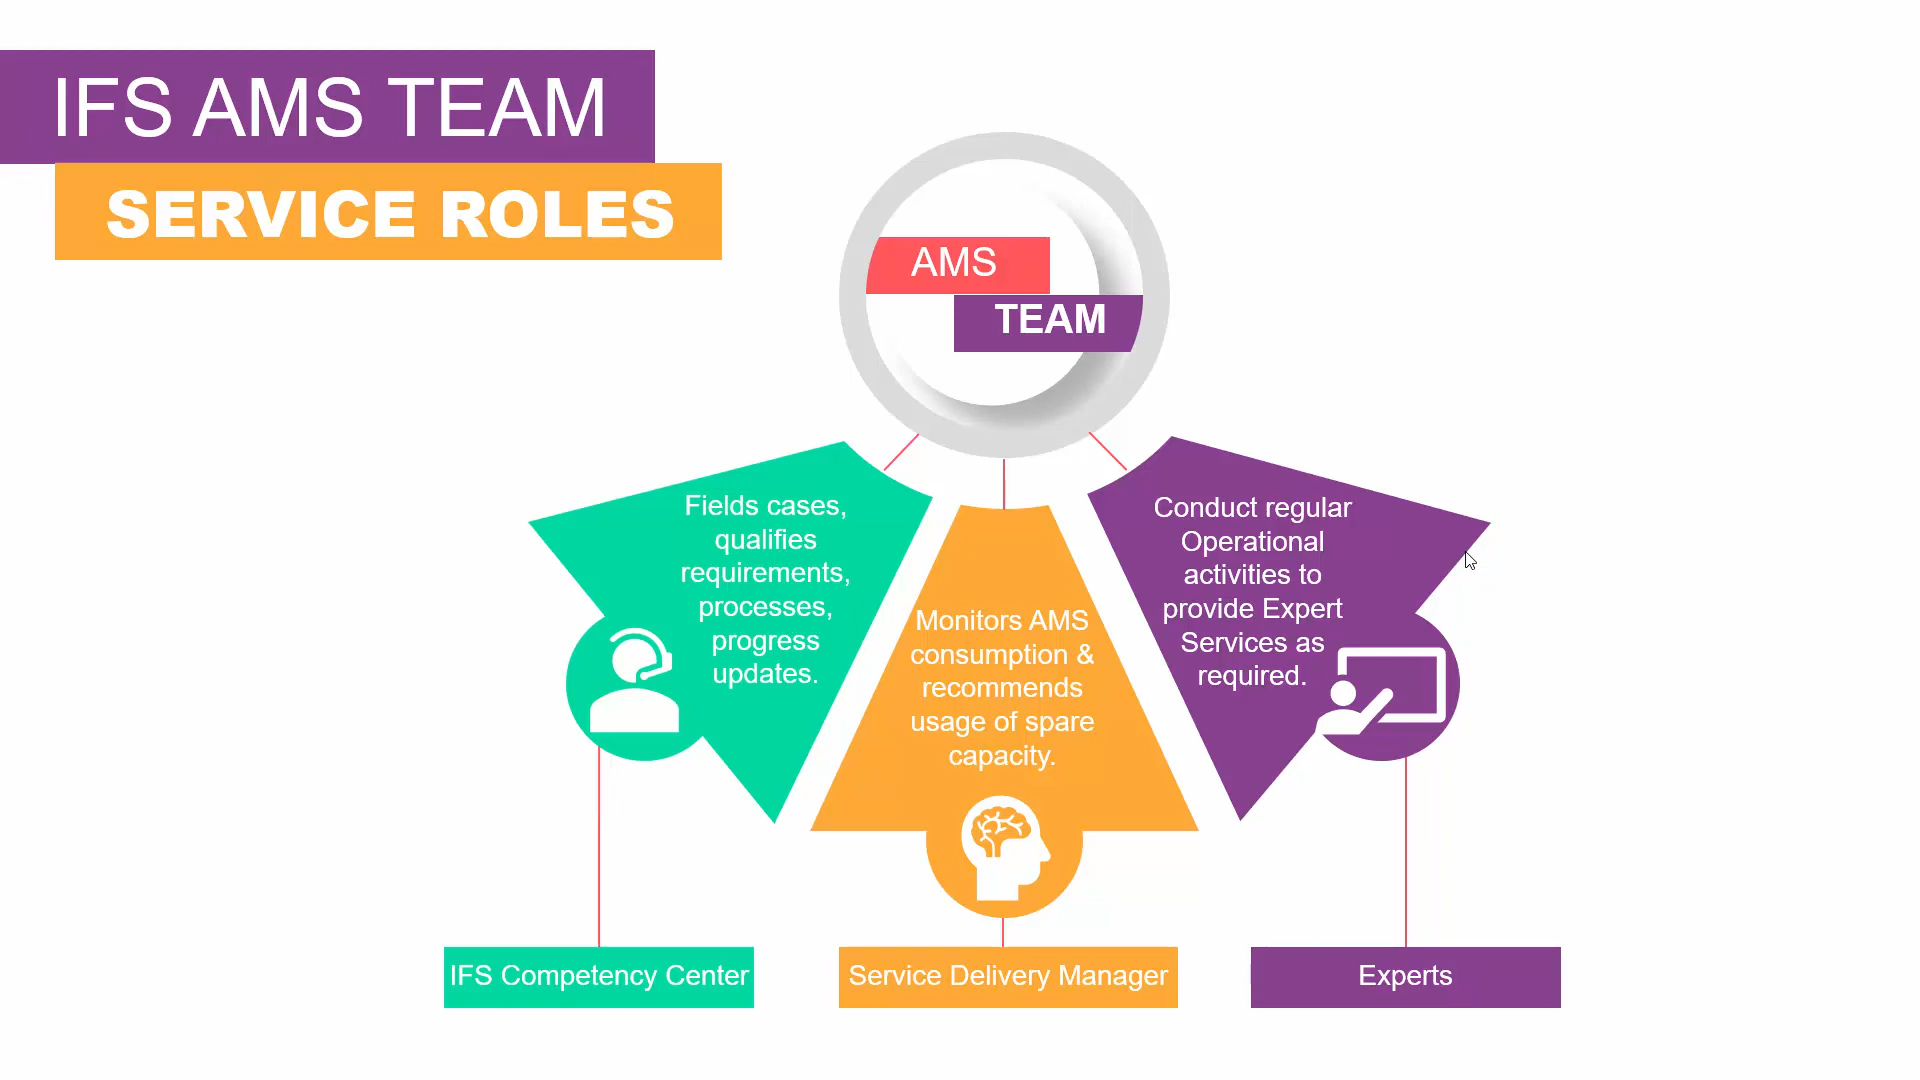 IFS AMS TEAM
SERVICE ROLES
AMS
TEAM
Fields cases,
qualifies
requirements,
processes,
progress
updates.
Monitors AMS
consumption &
recommends
usage of spare
capacity.
Conduct regular
Operational
activities to
provide Expert
Services as
required.
IFS Competency Center
Service Delivery Manager
Experts